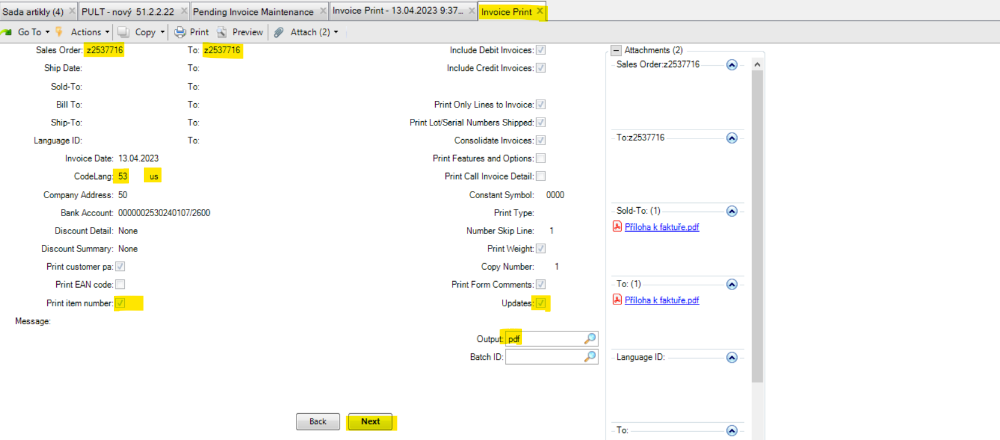 Sada artikly (4) PULT - nový 51.2.2.22 Pending Invoice Maintenance Invoice Print - 13.04.2023 9:37... Invoice Print
Go To Actions Copy Print Preview Attach (2)
Sales Order: z2537716 To: z2537716
Ship Date: To:
Sold-To: To:
Bill To: To:
Ship-To: To:
Language ID: To:
Invoice Date: 13.04.2023
CodeLang: 53 us
Company Address: 50
Bank Account: 0000002530240107/2600
Discount Detail: None
Discount Summary: None
Print customer pa:
Print EAN code:
Print item number:
Message:
Include Debit Invoices:
Include Credit Invoices:
Print Only Lines to Invoice:
Print Lot/Serial Numbers Shipped:
Consolidate Invoices:
Print Features and Options:
Print Call Invoice Detail:
Constant Symbol: 0000
Print Type:
Number Skip Line: 1
Print Weight:
Copy Number: 1
Print Form Comments:
Updates:
Output: pdf
Batch ID:
Back Next
Attachments (2)
Sales Order:z2537716
To:z2537716
Sold-To: (1)
Příloha k faktuře.pdf
To: (1)
Příloha k faktuře.pdf
Language ID:
To: